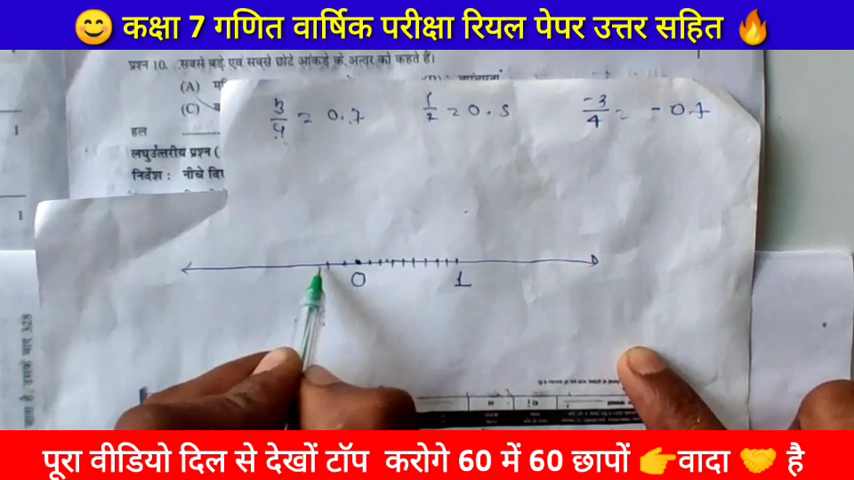 😊 कक्षा 7 गणित वार्षिक परीक्षा रियल पेपर उत्तर सहित 🔥
प्रश्न 10. सबसे बड़े एवं सबसे छोटे आंकड़े के अन्तर को कहते हैं।
(A)
(C)
हल
लघुउत्तरीय प्रश्न (
निर्देश : नीचे
3/4 = 0.7 1/2 = 0.5 -3/4 = -0.7
0 1
पूरा वीडियो दिल से देखों टॉप करोगे 60 में 60 छापों 👉वादा 🤝 है